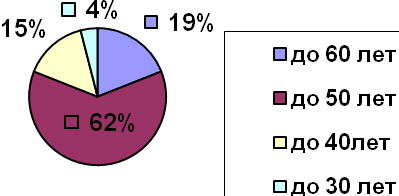 4%
19%
15%
62%
до 60 лет
до 50 лет
до 40лет
до 30 лет